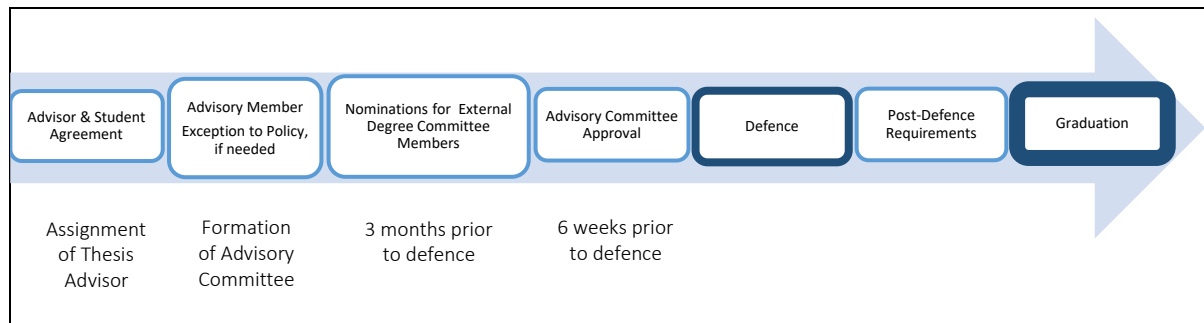 Advisor & Student
Agreement
Advisory Member
Exception to Policy,
if needed
Nominations for External
Degree Committee
Members
Advisory Committee
Approval
Defence
Post-Defence
Requirements
Graduation
Assignment
of Thesis
Advisor
Formation
of Advisory
Committee
3 months prior
to defence
6 weeks prior
to defence